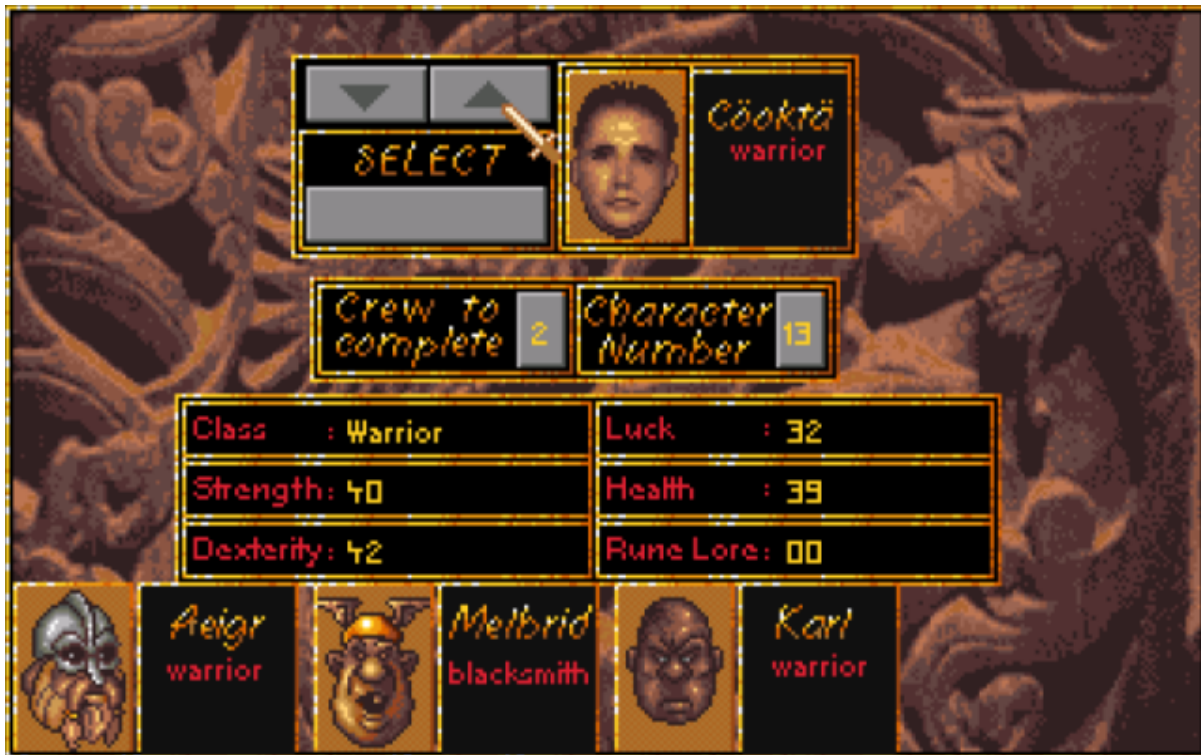 SELECT
Cöoktä
warrior
Crew to
complete
2
Character
Number
13
Class : Warrior
Luck : 32
Strength: 40
Health : 39
Dexterity: 42
Rune Lore: 00
Aeigr
warrior
Melbrid
blacksmith
Karl
warrior